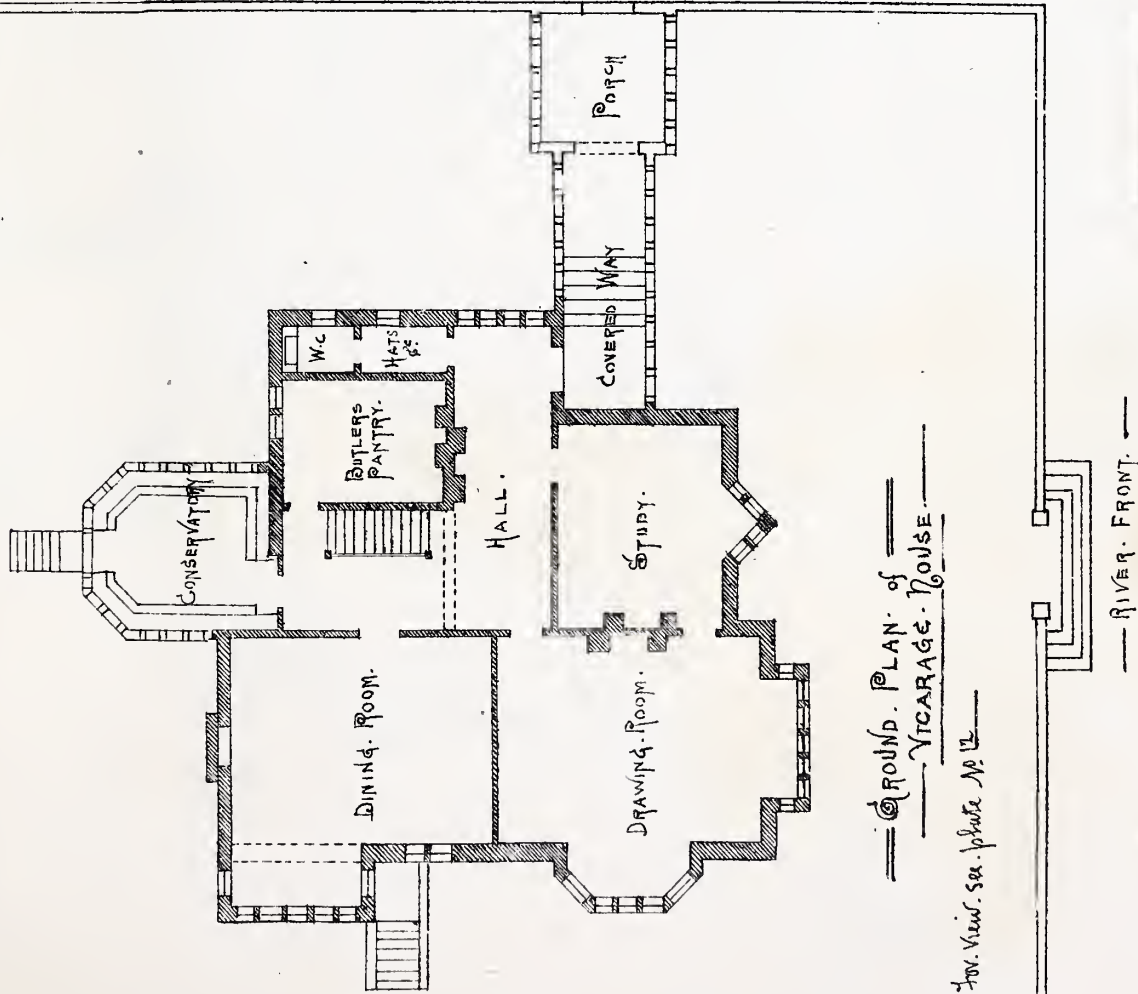 PORCH
COVERED WAY
W.C
HATS
&c
BUTLERS
PANTRY.
CONSERVATORY
HALL.
STUDY.
DINING. ROOM.
DRAWING. ROOM.
GROUND. PLAN. of
VICARAGE. HOUSE.
For. View. see. plate No 12
RIVER. FRONT.